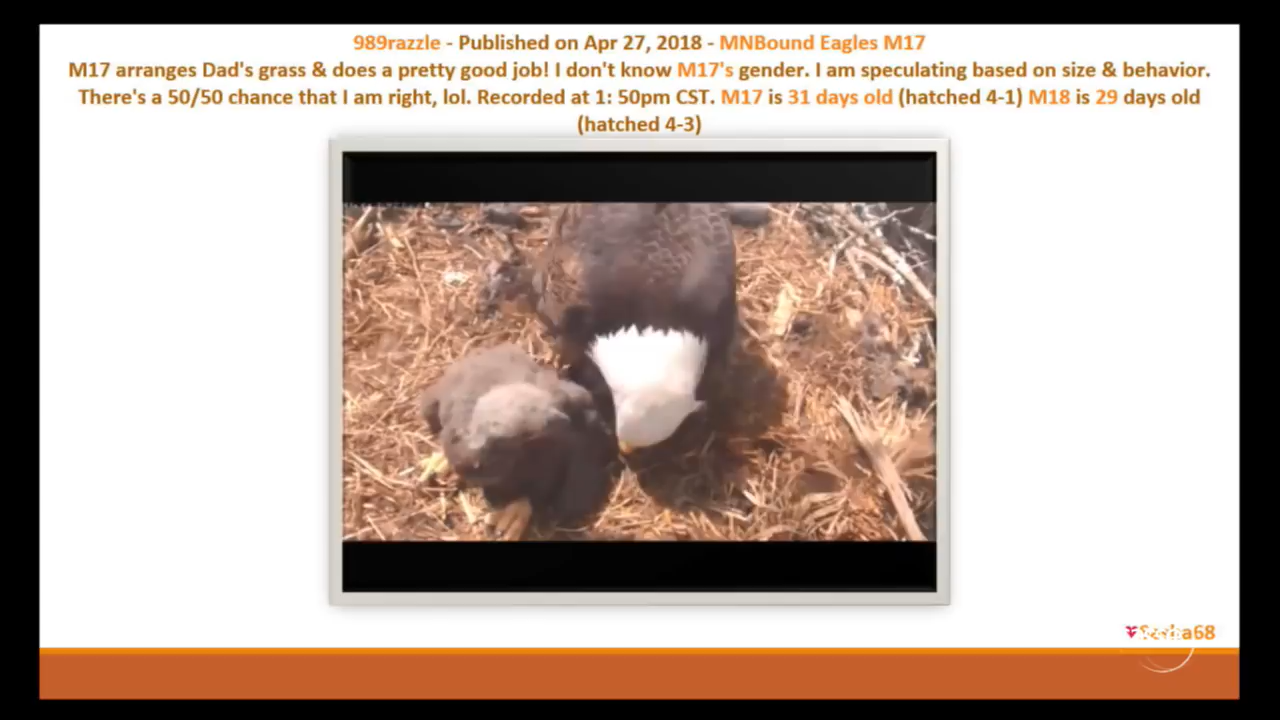 989razzle - Published on Apr 27, 2018 - MNBound Eagles M17
M17 arranges Dad's grass & does a pretty good job! I don't know M17's gender. I am speculating based on size & behavior.
There's a 50/50 chance that I am right, lol. Recorded at 1: 50pm CST. M17 is 31 days old (hatched 4-1) M18 is 29 days old
(hatched 4-3)